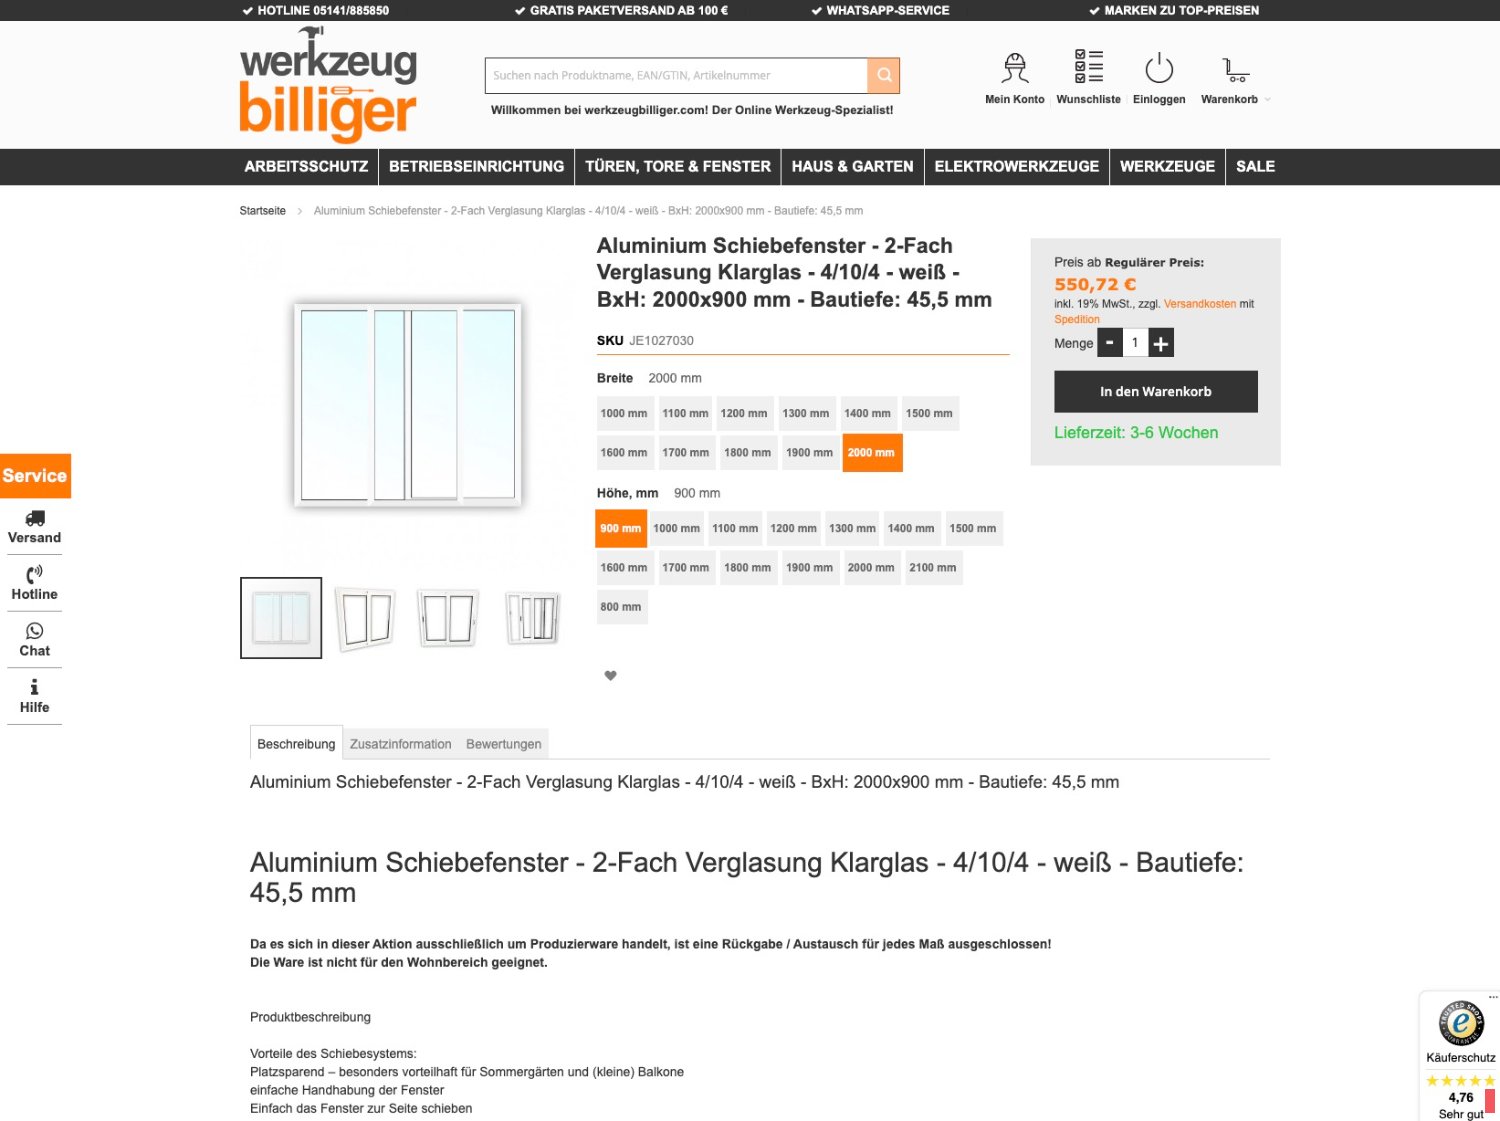 HOTLINE 05141/885850
GRATIS PAKETVERSAND AB 100 €
WHATSAPP-SERVICE
MARKEN ZU TOP-PREISEN
werkzeug
billiger
Suchen nach Produktname, EAN/GTIN, Artikelnummer
Willkommen bei werkzeugbilliger.com! Der Online Werkzeug-Spezialist!
Mein Konto
Wunschliste
Einloggen
Warenkorb
ARBEITSSCHUTZ
BETRIEBSEINRICHTUNG
TÜREN, TORE & FENSTER
HAUS & GARTEN
ELEKTROWERKZEUGE
WERKZEUGE
SALE
Startseite
Aluminium Schiebefenster - 2-Fach Verglasung Klarglas - 4/10/4 - weiß - BxH: 2000x900 mm - Bautiefe: 45,5 mm
Aluminium Schiebefenster - 2-Fach
Verglasung Klarglas - 4/10/4 - weiß -
BxH: 2000x900 mm - Bautiefe: 45,5 mm
SKU JE1027030
Breite 2000 mm
1000 mm 1100 mm 1200 mm 1300 mm 1400 mm 1500 mm
1600 mm 1700 mm 1800 mm 1900 mm 2000 mm
Höhe, mm 900 mm
900 mm 1000 mm 1100 mm 1200 mm 1300 mm 1400 mm 1500 mm
1600 mm 1700 mm 1800 mm 1900 mm 2000 mm 2100 mm
800 mm
Preis ab Regulärer Preis:
550,72 €
inkl. 19% MwSt., zzgl. Versandkosten mit
Spedition
Menge - 1 +
In den Warenkorb
Lieferzeit: 3-6 Wochen
Service
Versand
Hotline
Chat
Hilfe
Beschreibung
Zusatzinformation
Bewertungen
Aluminium Schiebefenster - 2-Fach Verglasung Klarglas - 4/10/4 - weiß - BxH: 2000x900 mm - Bautiefe: 45,5 mm
Aluminium Schiebefenster - 2-Fach Verglasung Klarglas - 4/10/4 - weiß - Bautiefe:
45,5 mm
Da es sich in dieser Aktion ausschließlich um Produzierware handelt, ist eine Rückgabe / Austausch für jedes Maß ausgeschlossen!
Die Ware ist nicht für den Wohnbereich geeignet.
Produktbeschreibung
Vorteile des Schiebesystems:
Platzsparend – besonders vorteilhaft für Sommergärten und (kleine) Balkone
einfache Handhabung der Fenster
Einfach das Fenster zur Seite schieben
TRUSTED SHOPS
GUARANTEE
Käuferschutz
4,76
Sehr gut